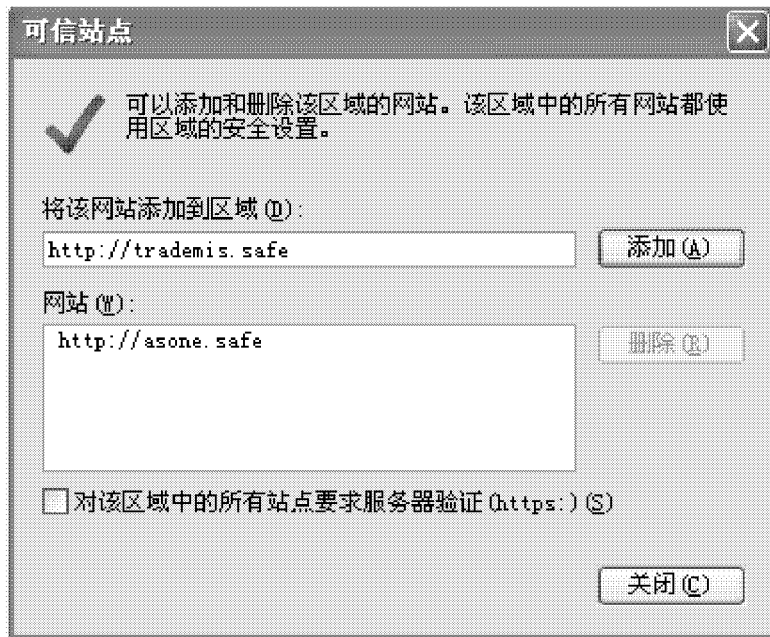 可信站点
可以添加和删除该区域的网站。该区域中的所有网站都使
用区域的安全设置。
将该网站添加到区域(D):
http://trademis.safe
添加(A)
网站(W):
http://asone.safe
删除(R)
对该区域中的所有站点要求服务器验证(https:)(S)
关闭(C)